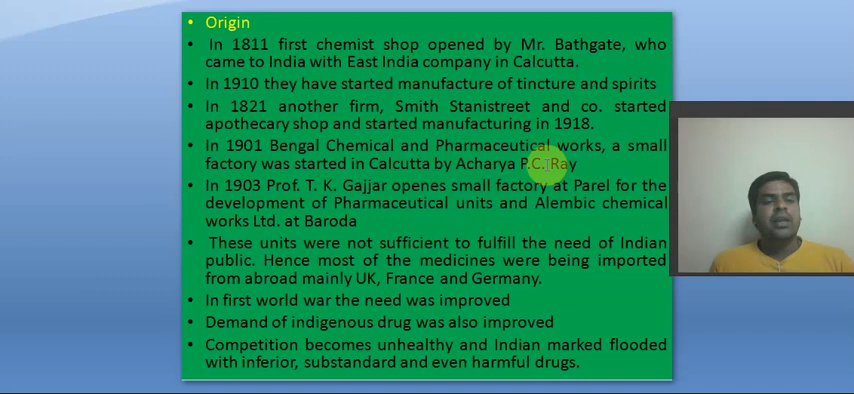 • Origin
• In 1811 first chemist shop opened by Mr. Bathgate, who
came to India with East India company in Calcutta.
• In 1910 they have started manufacture of tincture and spirits
• In 1821 another firm, Smith Stanistreet and co. started
apothecary shop and started manufacturing in 1918.
• In 1901 Bengal Chemical and Pharmaceutical works, a small
factory was started in Calcutta by Acharya P.C. Ray
• In 1903 Prof. T. K. Gajjar openes small factory at Parel for the
development of Pharmaceutical units and Alembic chemical
works Ltd. at Baroda
• These units were not sufficient to fulfill the need of Indian
public. Hence most of the medicines were being imported
from abroad mainly UK, France and Germany.
• In first world war the need was improved
• Demand of indigenous drug was also improved
• Competition becomes unhealthy and Indian marked flooded
with inferior, substandard and even harmful drugs.